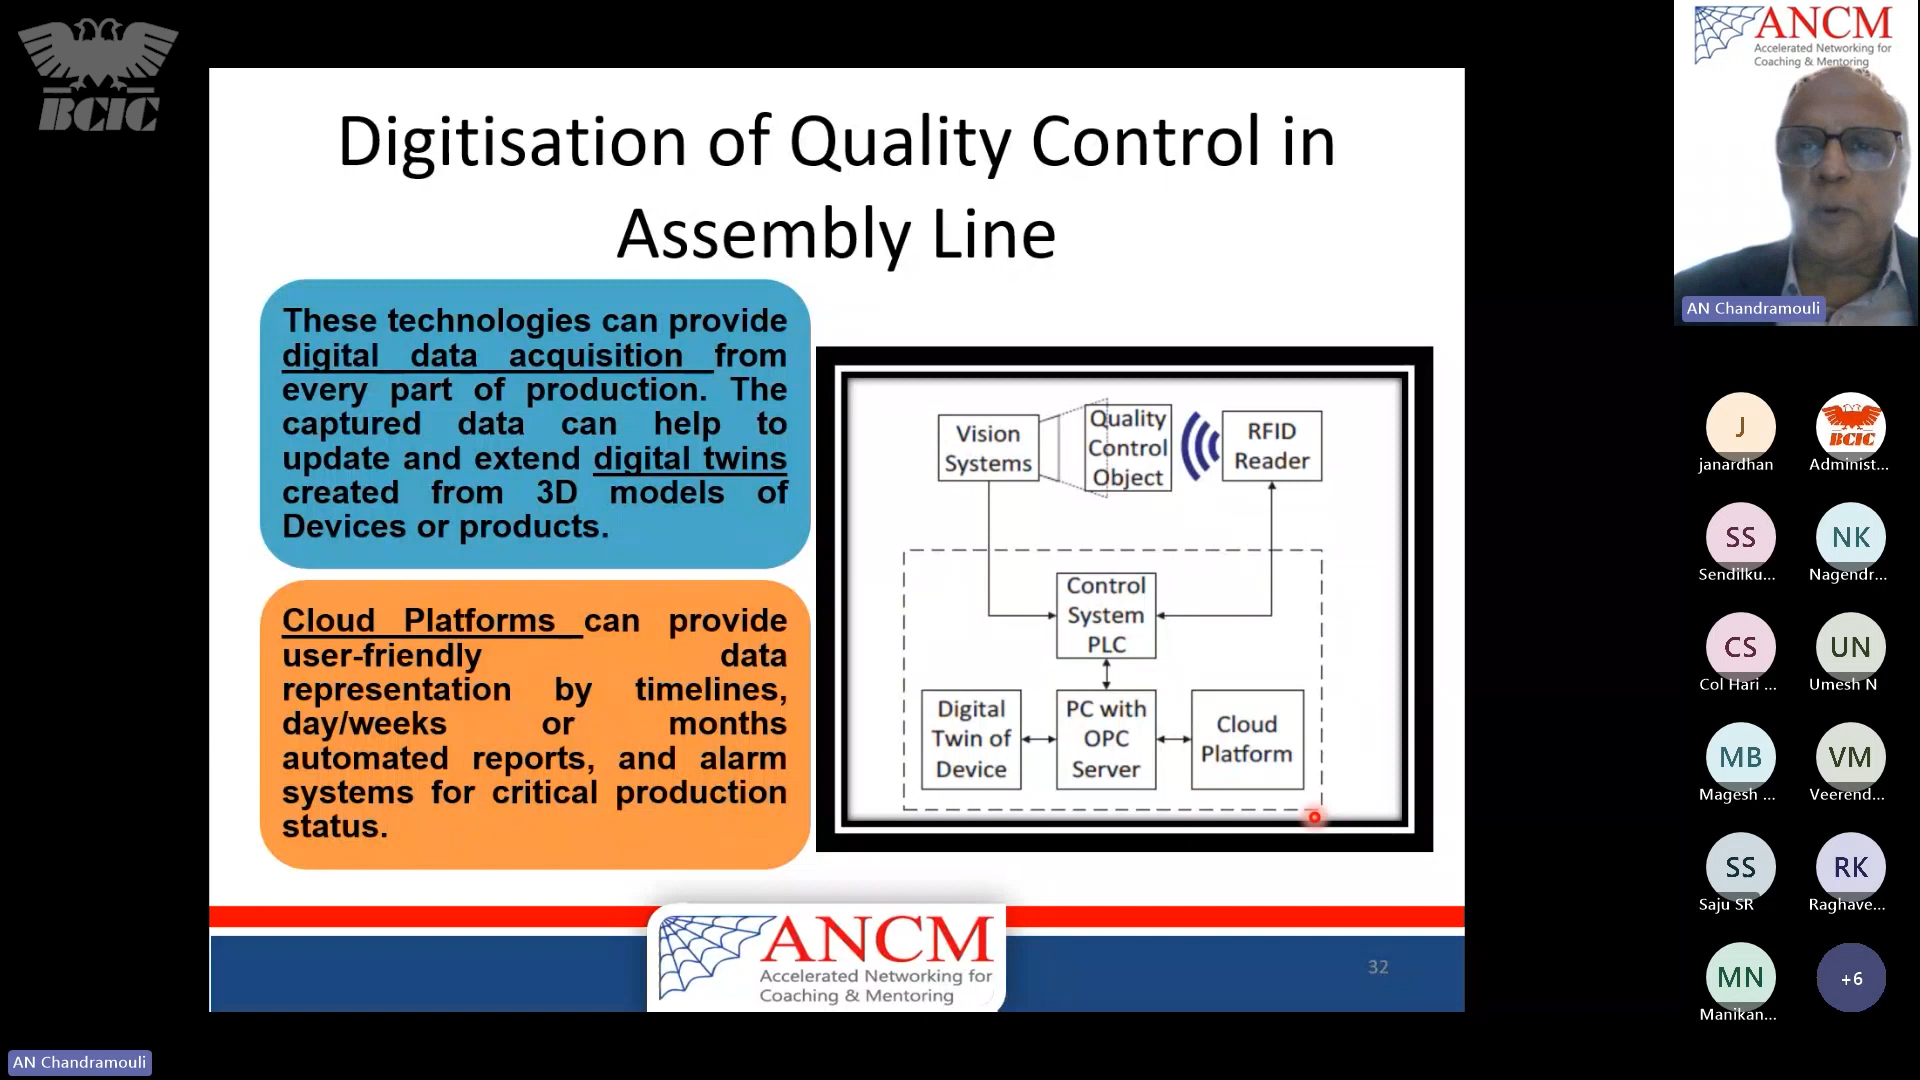 BCIC
Digitisation of Quality Control in
Assembly Line
These technologies can provide
digital data acquisition from
every part of production. The
captured data can help to
update and extend digital twins
created from 3D models of
Devices or products.
Cloud Platforms can provide
user-friendly data
representation by timelines,
day/weeks or months
automated reports, and alarm
systems for critical production
status.
Vision
Systems
Quality
Control
Object
RFID
Reader
Control
System
PLC
Digital
Twin of
Device
PC with
OPC
Server
Cloud
Platform
ANCM
Accelerated Networking for
Coaching & Mentoring
32
ANCM
Accelerated Networking for
Coaching & Mentoring
AN Chandramouli
J
janardhan
BCIC
Administ...
SS
Sendilku...
NK
Nagendr...
CS
Col Hari ...
UN
Umesh N
MB
Magesh ...
VM
Veerend...
SS
Saju SR
RK
Raghave...
MN
Manikan...
+6
AN Chandramouli